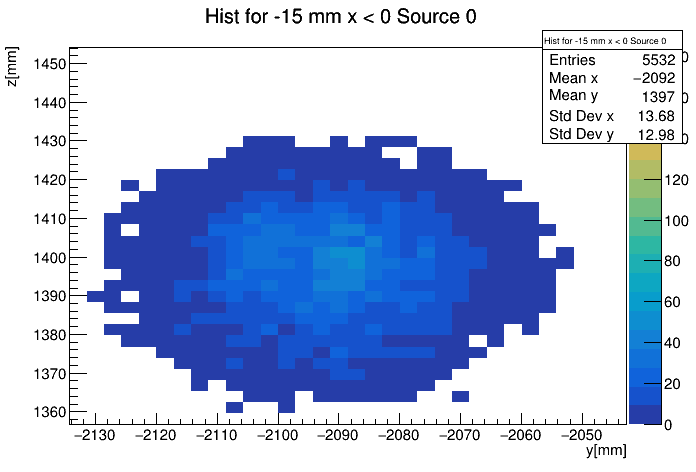 Hist for -15 mm x < 0 Source 0
z[mm]
Hist for -15 mm x < 0 Source 0
Entries 5532
Mean x −2092
Mean y 1397
Std Dev x 13.68
Std Dev y 12.98
1450
1440
1430
1420
1410
1400
1390
1380
1370
1360
120
100
80
60
40
20
0
−2130 −2120 −2110 −2100 −2090 −2080 −2070 −2060 −2050
y[mm]